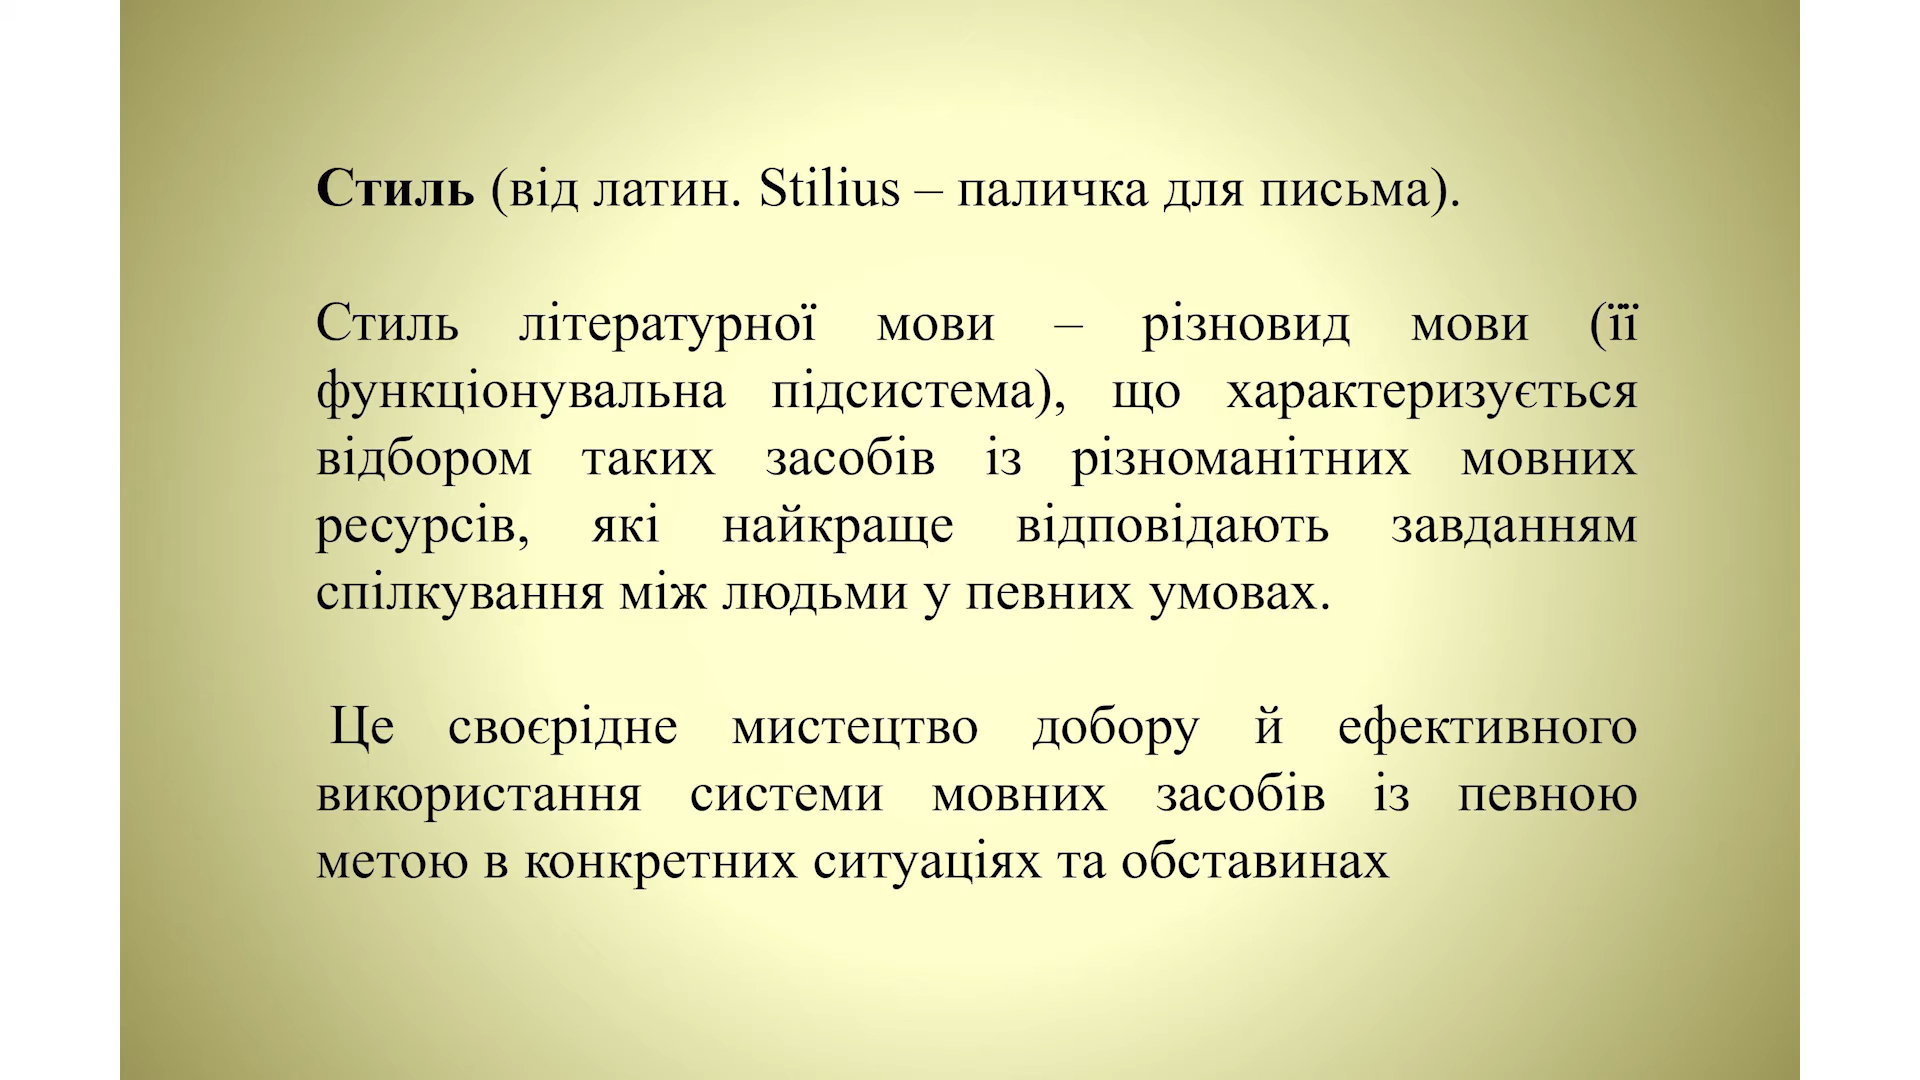 Стиль (від латин. Stilius – паличка для письма).
Стиль літературної мови – різновид мови (її
функціонувальна підсистема), що характеризується
відбором таких засобів із різноманітних мовних
ресурсів, які найкраще відповідають завданням
спілкування між людьми у певних умовах.
Це своєрідне мистецтво добору й ефективного
використання системи мовних засобів із певною
метою в конкретних ситуаціях та обставинах